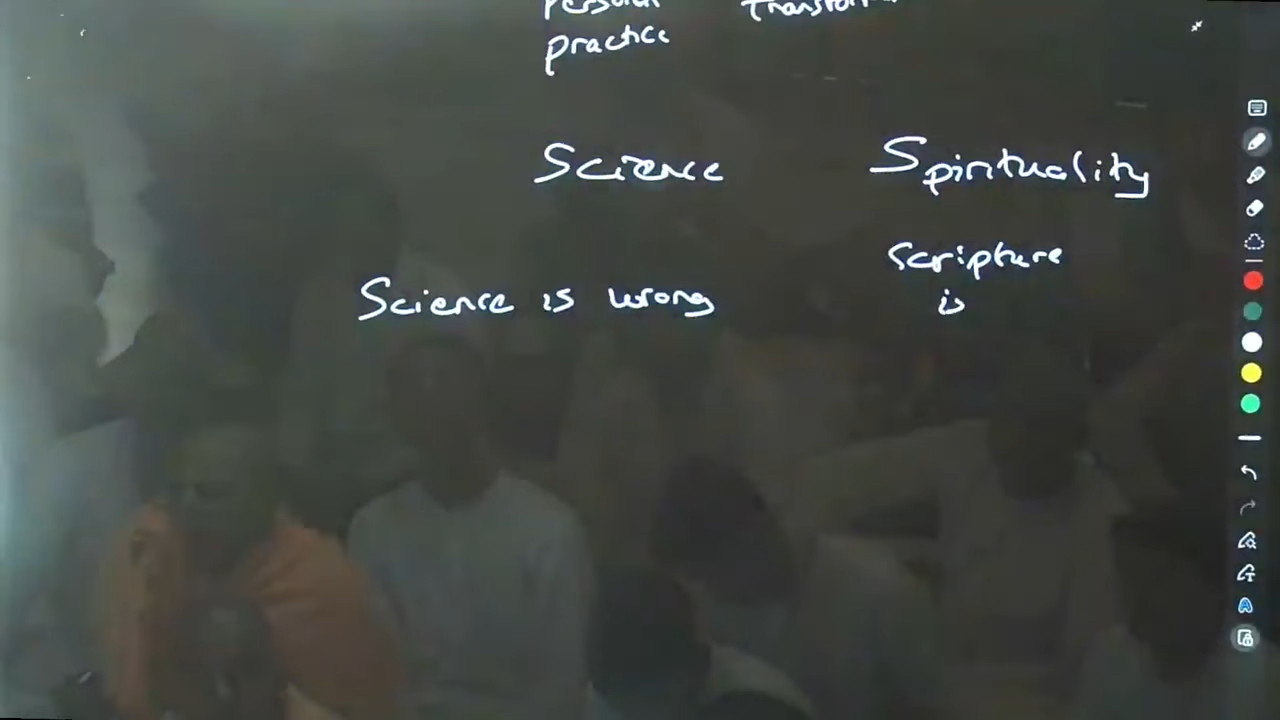 practice
Science Spirituality
Scripture
Science is wrong is